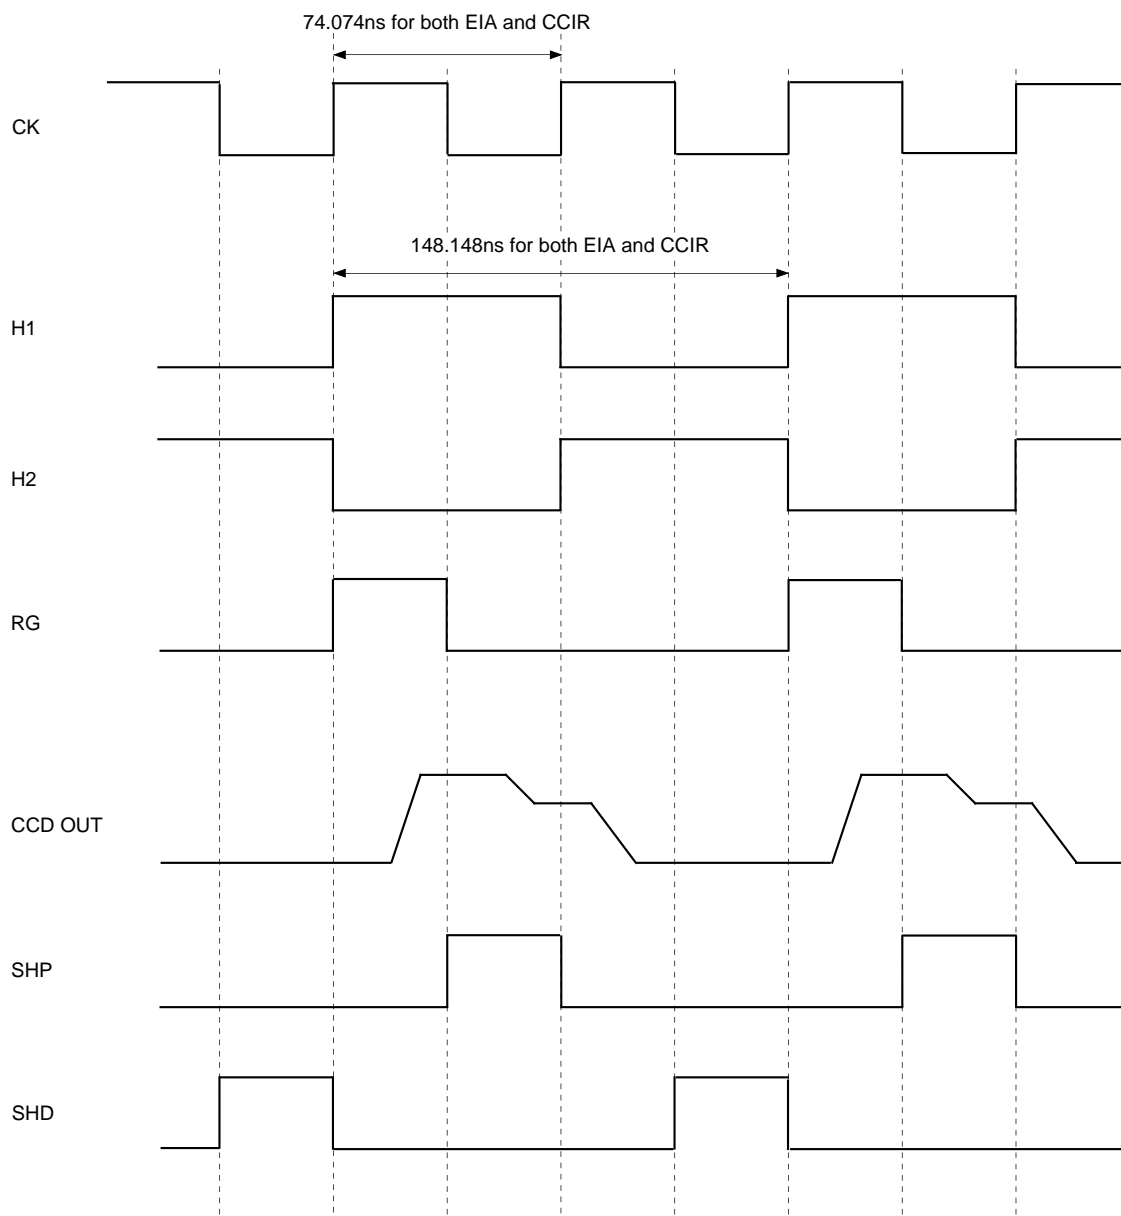 74.074ns for both EIA and CCIR
CK
148.148ns for both EIA and CCIR
H1
H2
RG
CCD OUT
SHP
SHD